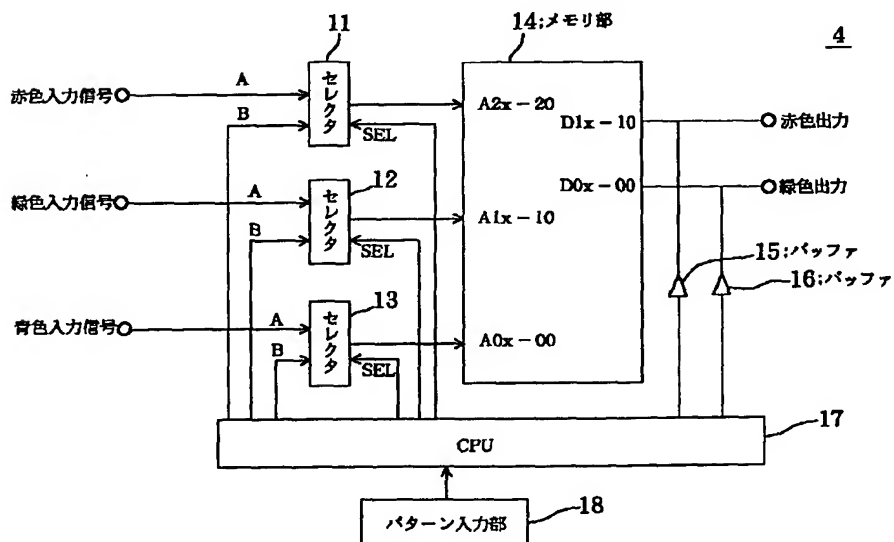 11
14;メモリ部
4
赤色入力信号
A
セレクタ
B
SEL
A2x-20
D1x-10
赤色出力
12
D0x-00
緑色出力
緑色入力信号
A
セレクタ
B
SEL
A1x-10
15;バッファ
16;バッファ
13
青色入力信号
A
セレクタ
B
SEL
A0x-00
CPU
17
パターン入力部
18